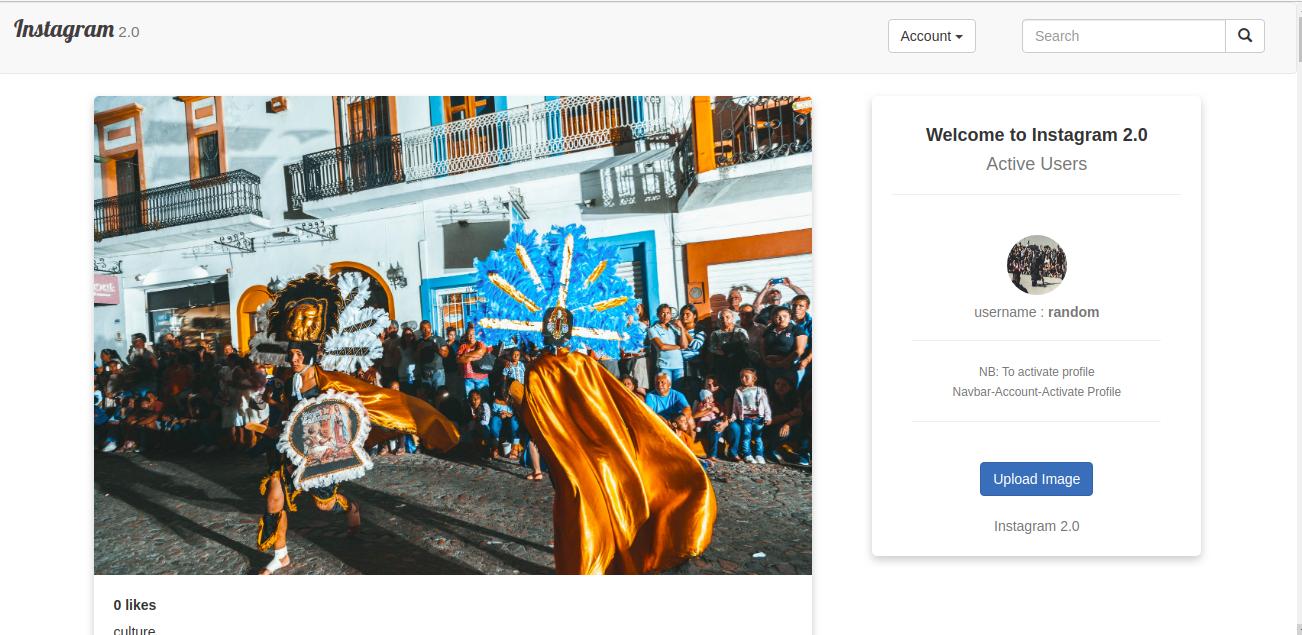 Instagram 2.0
Account
Search
Welcome to Instagram 2.0
Active Users
username : random
NB: To activate profile
Navbar-Account-Activate Profile
Upload Image
Instagram 2.0
0 likes
culture